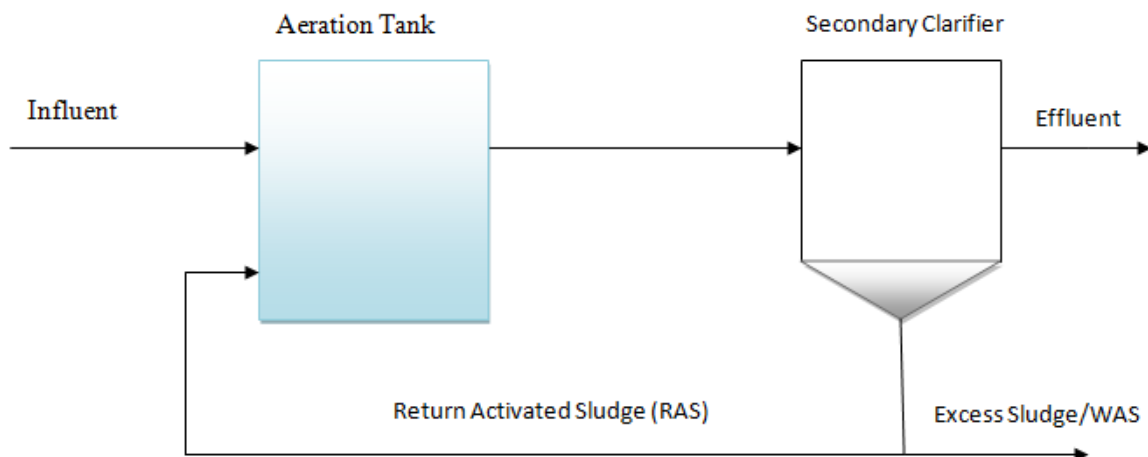 Aeration Tank
Secondary Clarifier
Influent
Effluent
Return Activated Sludge (RAS)
Excess Sludge/WAS